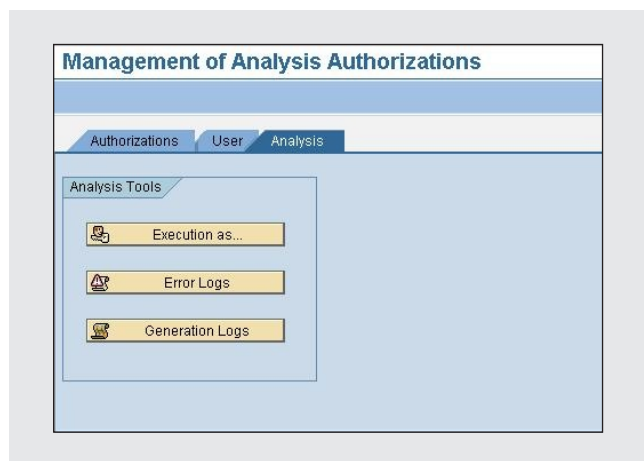 Management of Analysis Authorizations
Authorizations User Analysis
Analysis Tools
Execution as...
Error Logs
Generation Logs